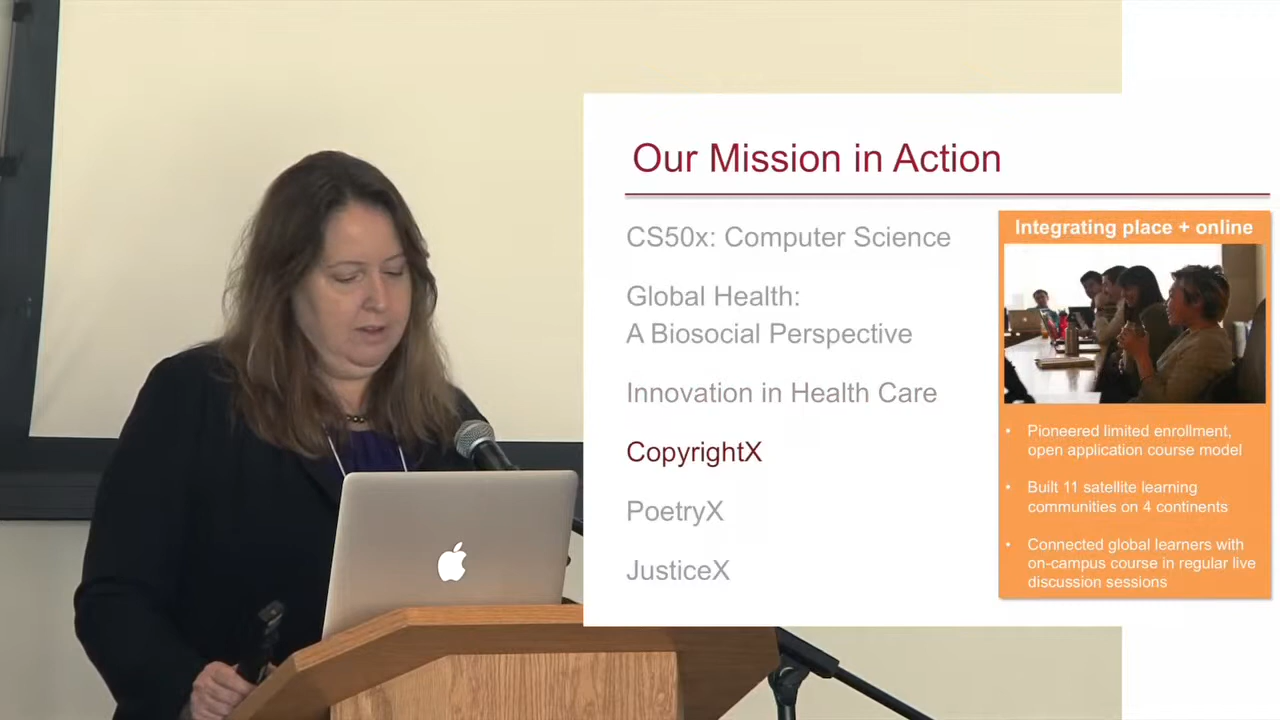 Our Mission in Action
CS50x: Computer Science
Global Health:
A Biosocial Perspective
Innovation in Health Care
CopyrightX
PoetryX
JusticeX
Integrating place + online
• Pioneered limited enrollment,
open application course model
• Built 11 satellite learning
communities on 4 continents
• Connected global learners with
on-campus course in regular live
discussion sessions